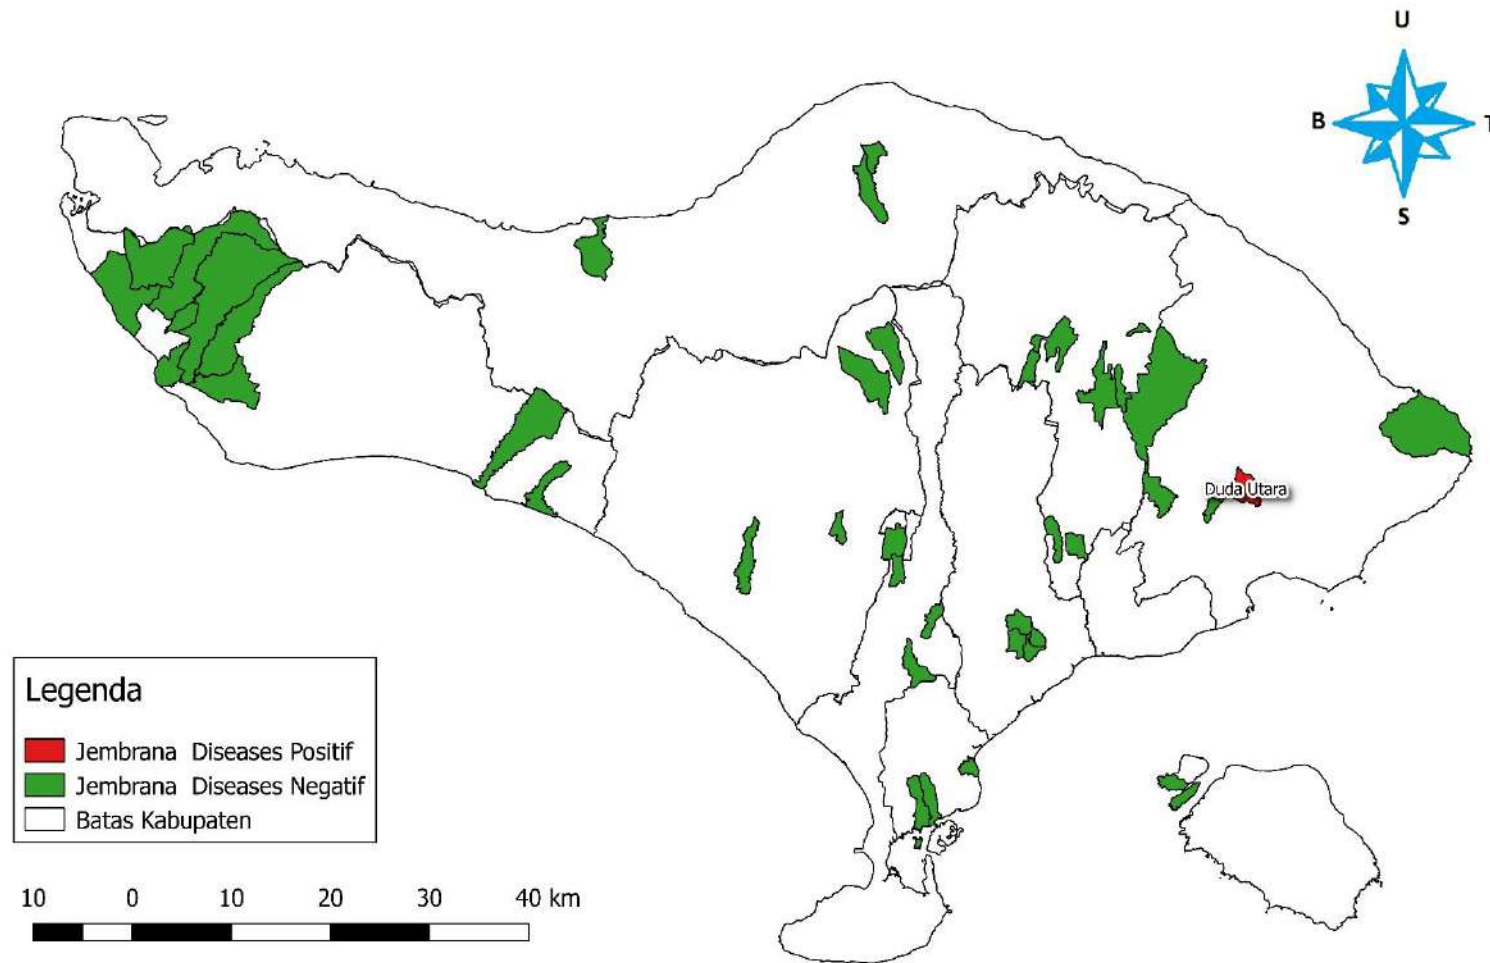 U
B
T
S
Duda Utara
Legenda
Jembrana Diseases Positif
Jembrana Diseases Negatif
Batas Kabupaten
10 0 10 20 30 40 km